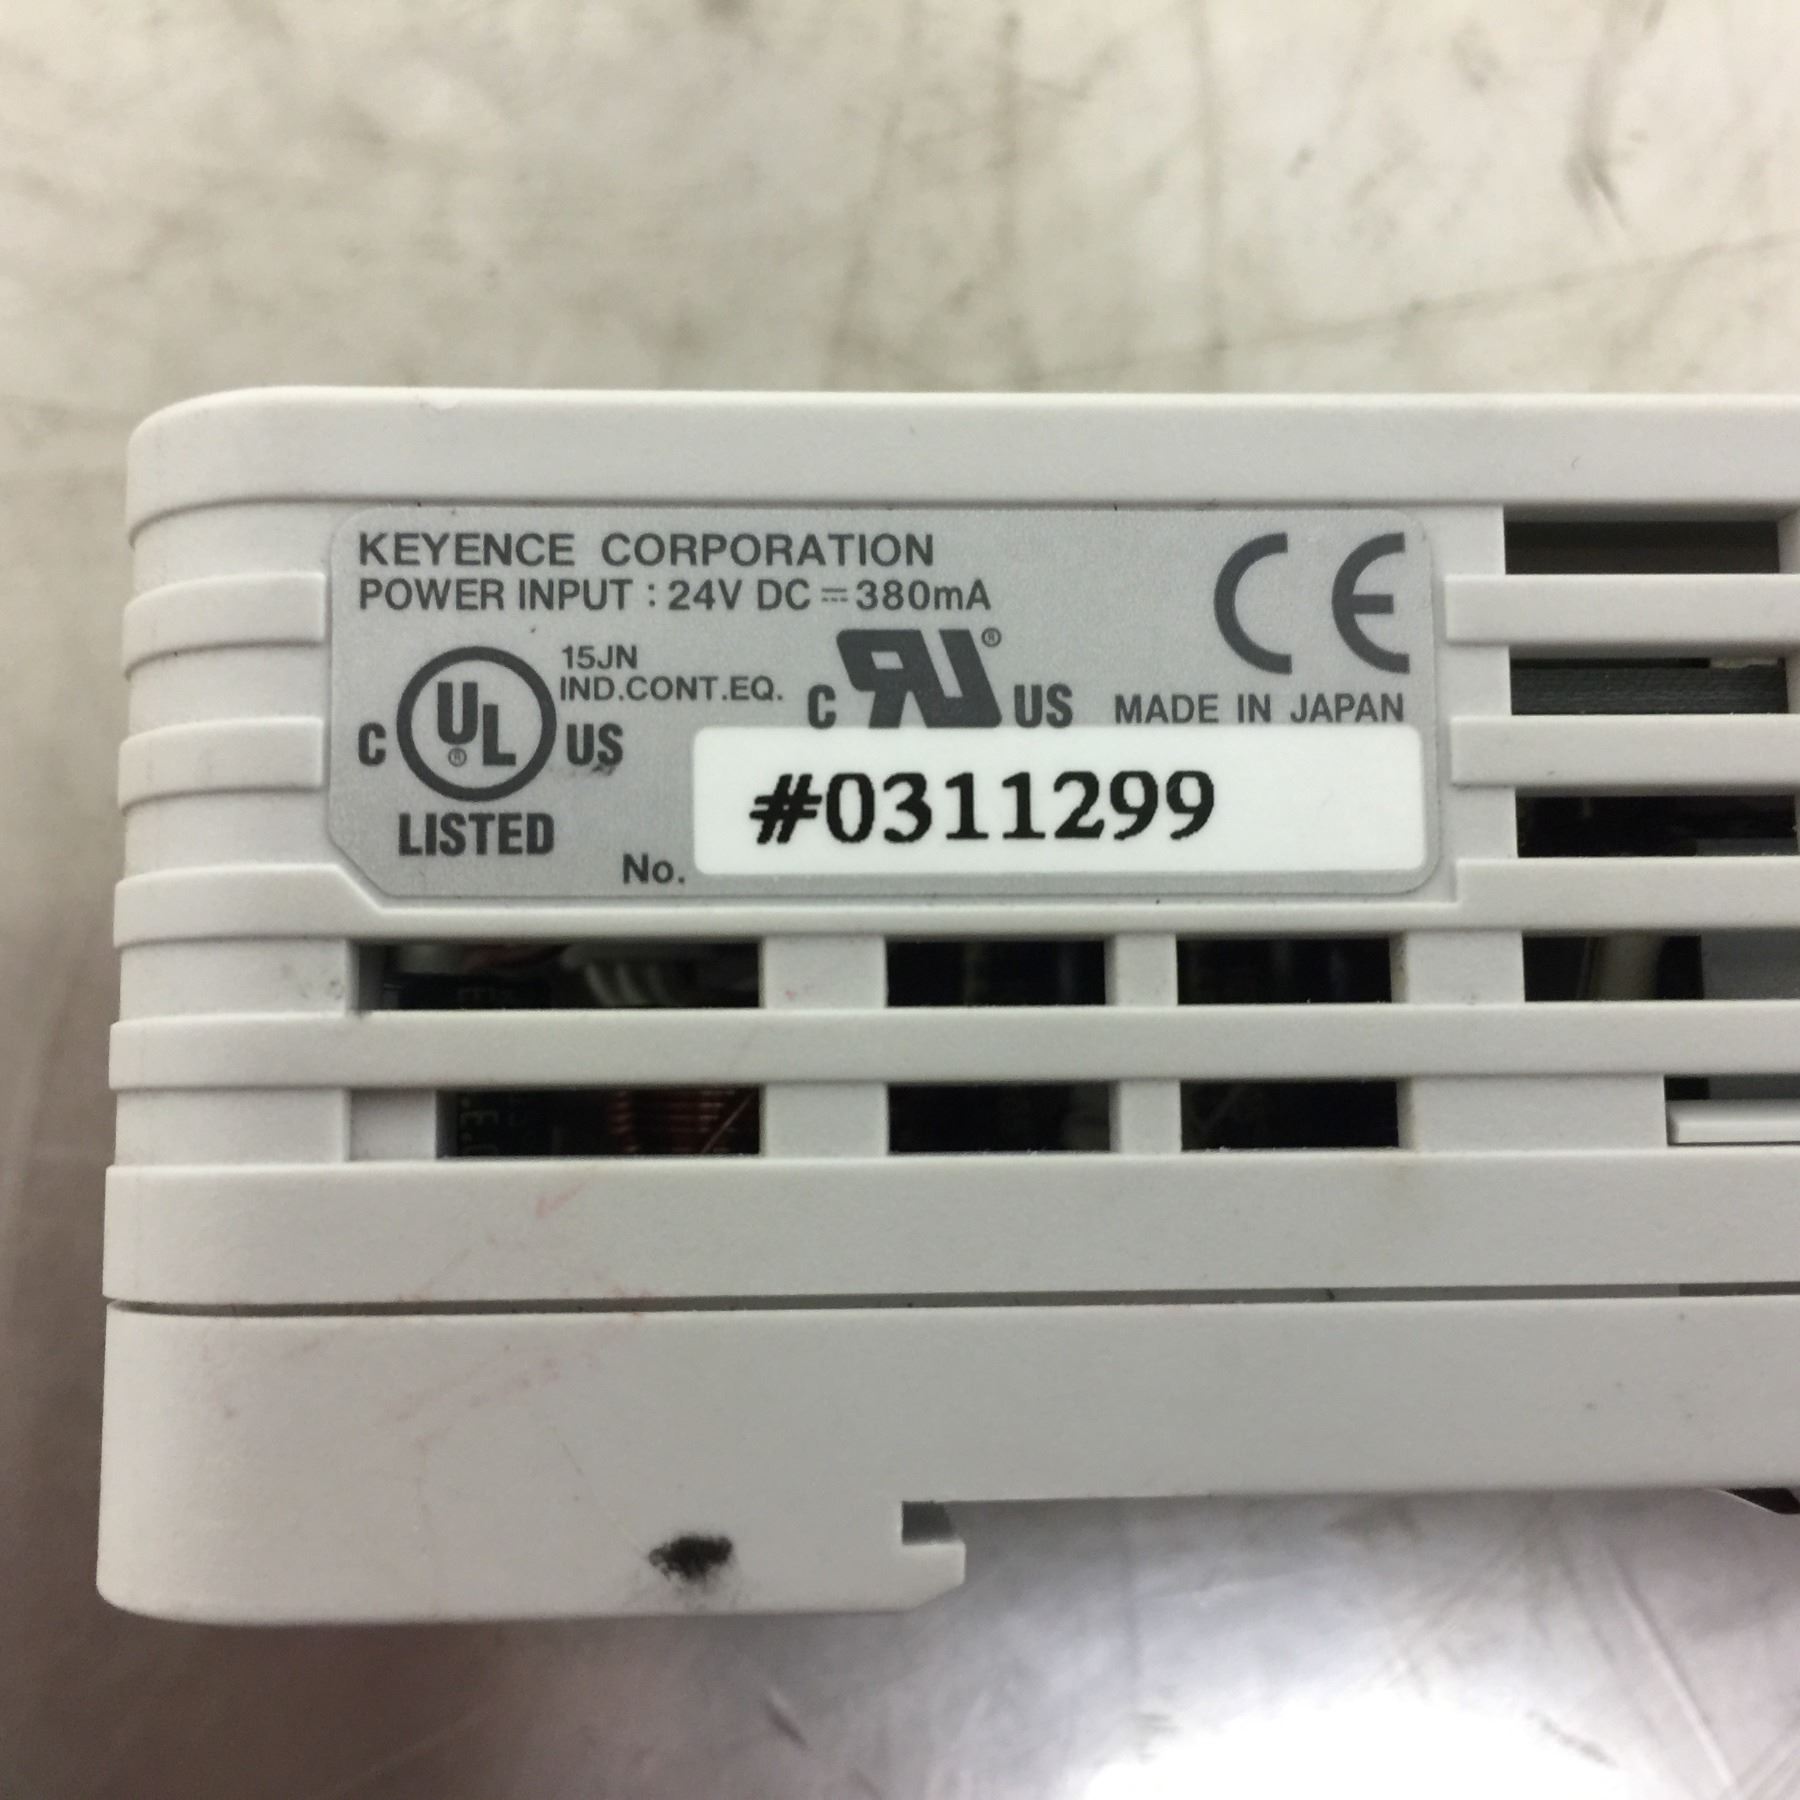 KEYENCE CORPORATION
POWER INPUT : 24V DC ⎓ 380mA
CE
15JN
IND.CONT.EQ.
C UL ® US
LISTED
C RU ® US
MADE IN JAPAN
No. #0311299